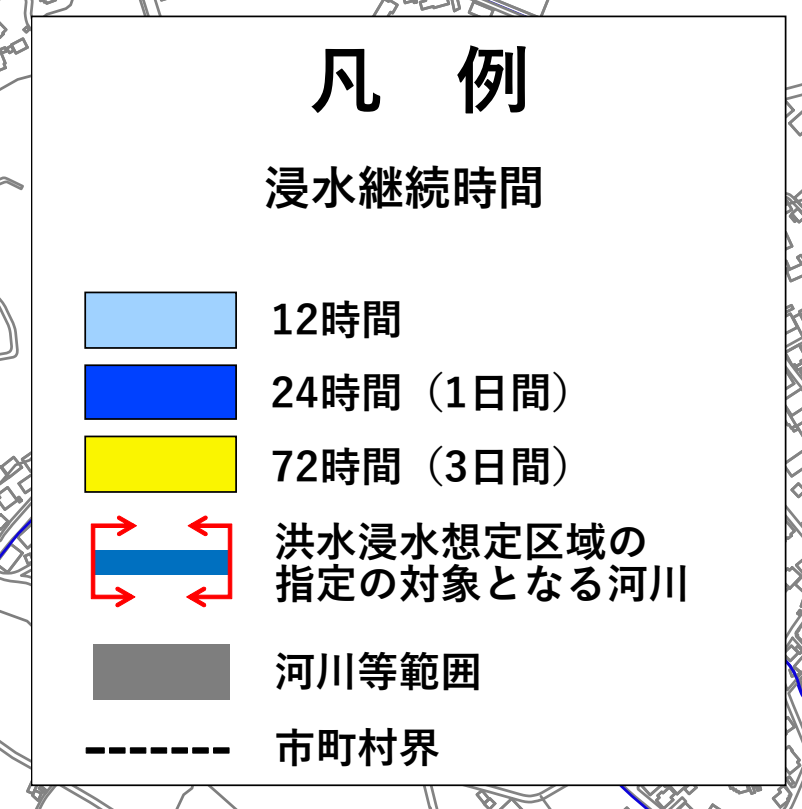 凡　例
浸水継続時間
12時間
24時間（1日間）
72時間（3日間）
洪水浸水想定区域の
指定の対象となる河川
河川等範囲
市町村界